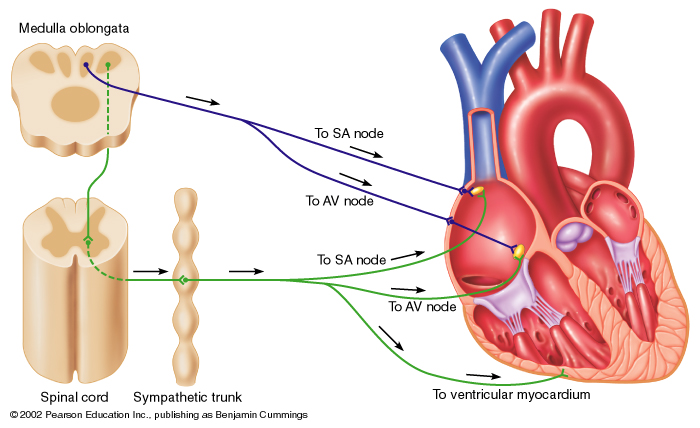 Medulla oblongata
To SA node
To AV node
To SA node
To AV node
To ventricular myocardium
Spinal cord
Sympathetic trunk
© 2002 Pearson Education Inc., publishing as Benjamin Cummings